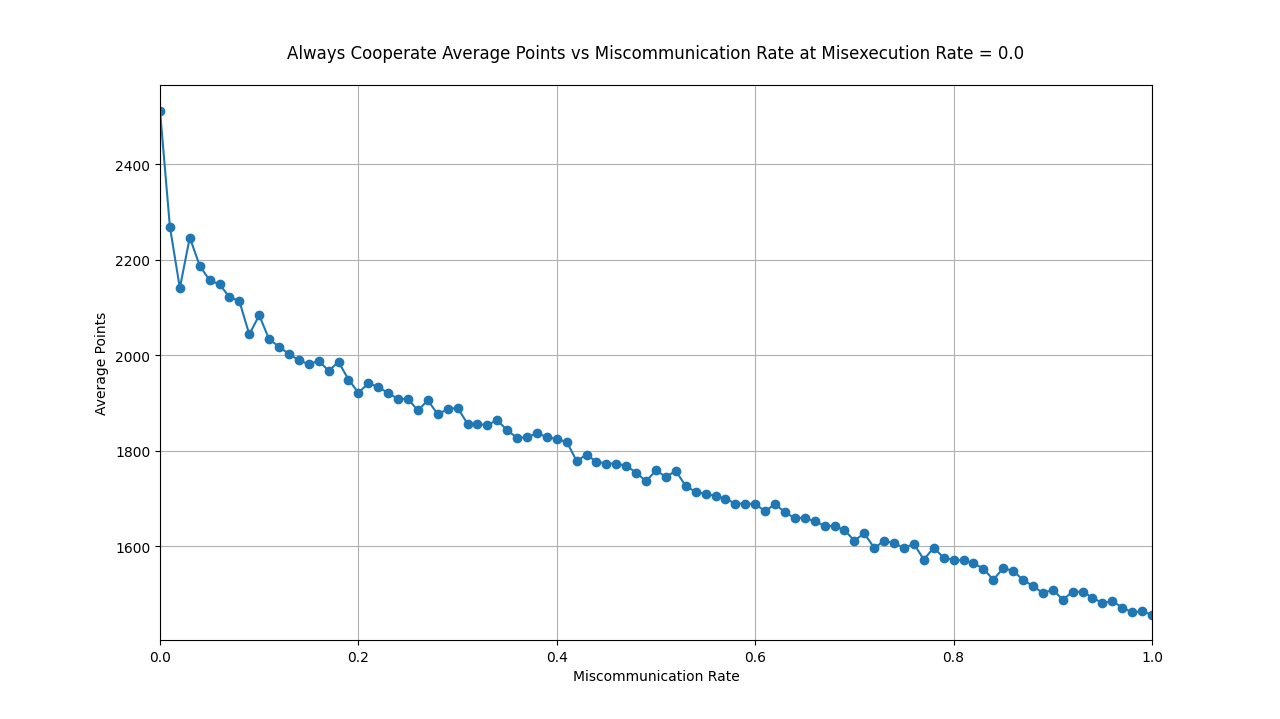 Always Cooperate Average Points vs Miscommunication Rate at Misexecution Rate = 0.0
2400
2200
2000
1800
1600
Average Points
0.0 0.2 0.4 0.6 0.8 1.0
Miscommunication Rate